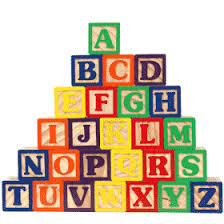 A
B C D
E F G H
I J K L M
N O P Q R S
T U V W X Y Z